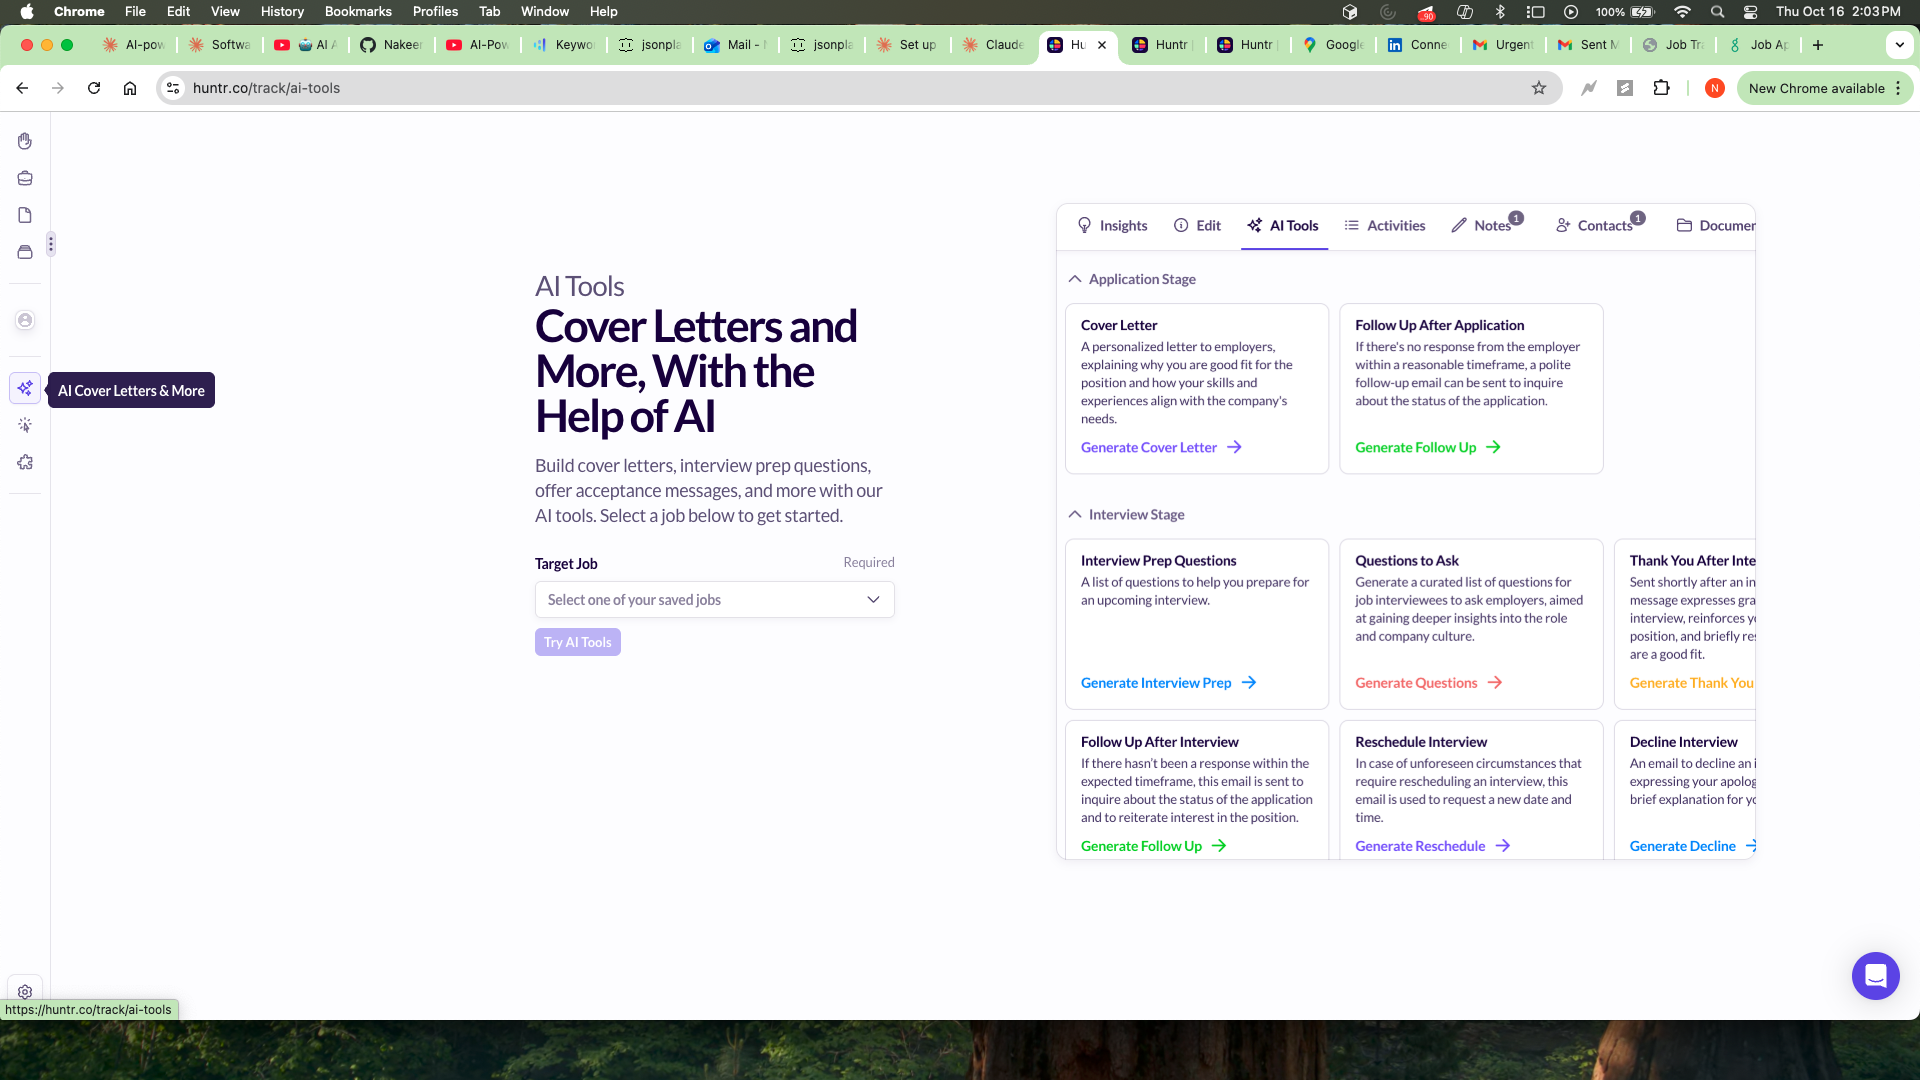 Chrome File Edit View History Bookmarks Profiles Tab Window Help
90
100%
Thu Oct 16 2:03 PM
AI-pow
Softwa
AI A
Nakeer
AI-Pow
Keywo
jsonpla
Mail -
jsonpla
Set up
Claude
Hu
Huntr
Huntr
Google
Conne
Urgent
Sent M
Job Tra
Job Ap
huntr.co/track/ai-tools
N
New Chrome available
AI Cover Letters & More
AI Tools
Cover Letters and
More, With the
Help of AI
Build cover letters, interview prep questions,
offer acceptance messages, and more with our
AI tools. Select a job below to get started.
Target Job
Required
Select one of your saved jobs
Try AI Tools
Insights
Edit
AI Tools
Activities
Notes 1
Contacts 1
Documen
Application Stage
Cover Letter
A personalized letter to employers,
explaining why you are good fit for the
position and how your skills and
experiences align with the company's
needs.
Generate Cover Letter
Follow Up After Application
If there's no response from the employer
within a reasonable timeframe, a polite
follow-up email can be sent to inquire
about the status of the application.
Generate Follow Up
Interview Stage
Interview Prep Questions
A list of questions to help you prepare for
an upcoming interview.
Generate Interview Prep
Questions to Ask
Generate a curated list of questions for
job interviewees to ask employers, aimed
at gaining deeper insights into the role
and company culture.
Generate Questions
Thank You After Inte
Sent shortly after an in
message expresses gra
interview, reinforces yo
position, and briefly res
are a good fit.
Generate Thank You
Follow Up After Interview
If there hasn't been a response within the
expected timeframe, this email is sent to
inquire about the status of the application
and to reiterate interest in the position.
Generate Follow Up
Reschedule Interview
In case of unforeseen circumstances that
require rescheduling an interview, this
email is used to request a new date and
time.
Generate Reschedule
Decline Interview
An email to decline an i
expressing your apolog
brief explanation for yo
Generate Decline
https://huntr.co/track/ai-tools